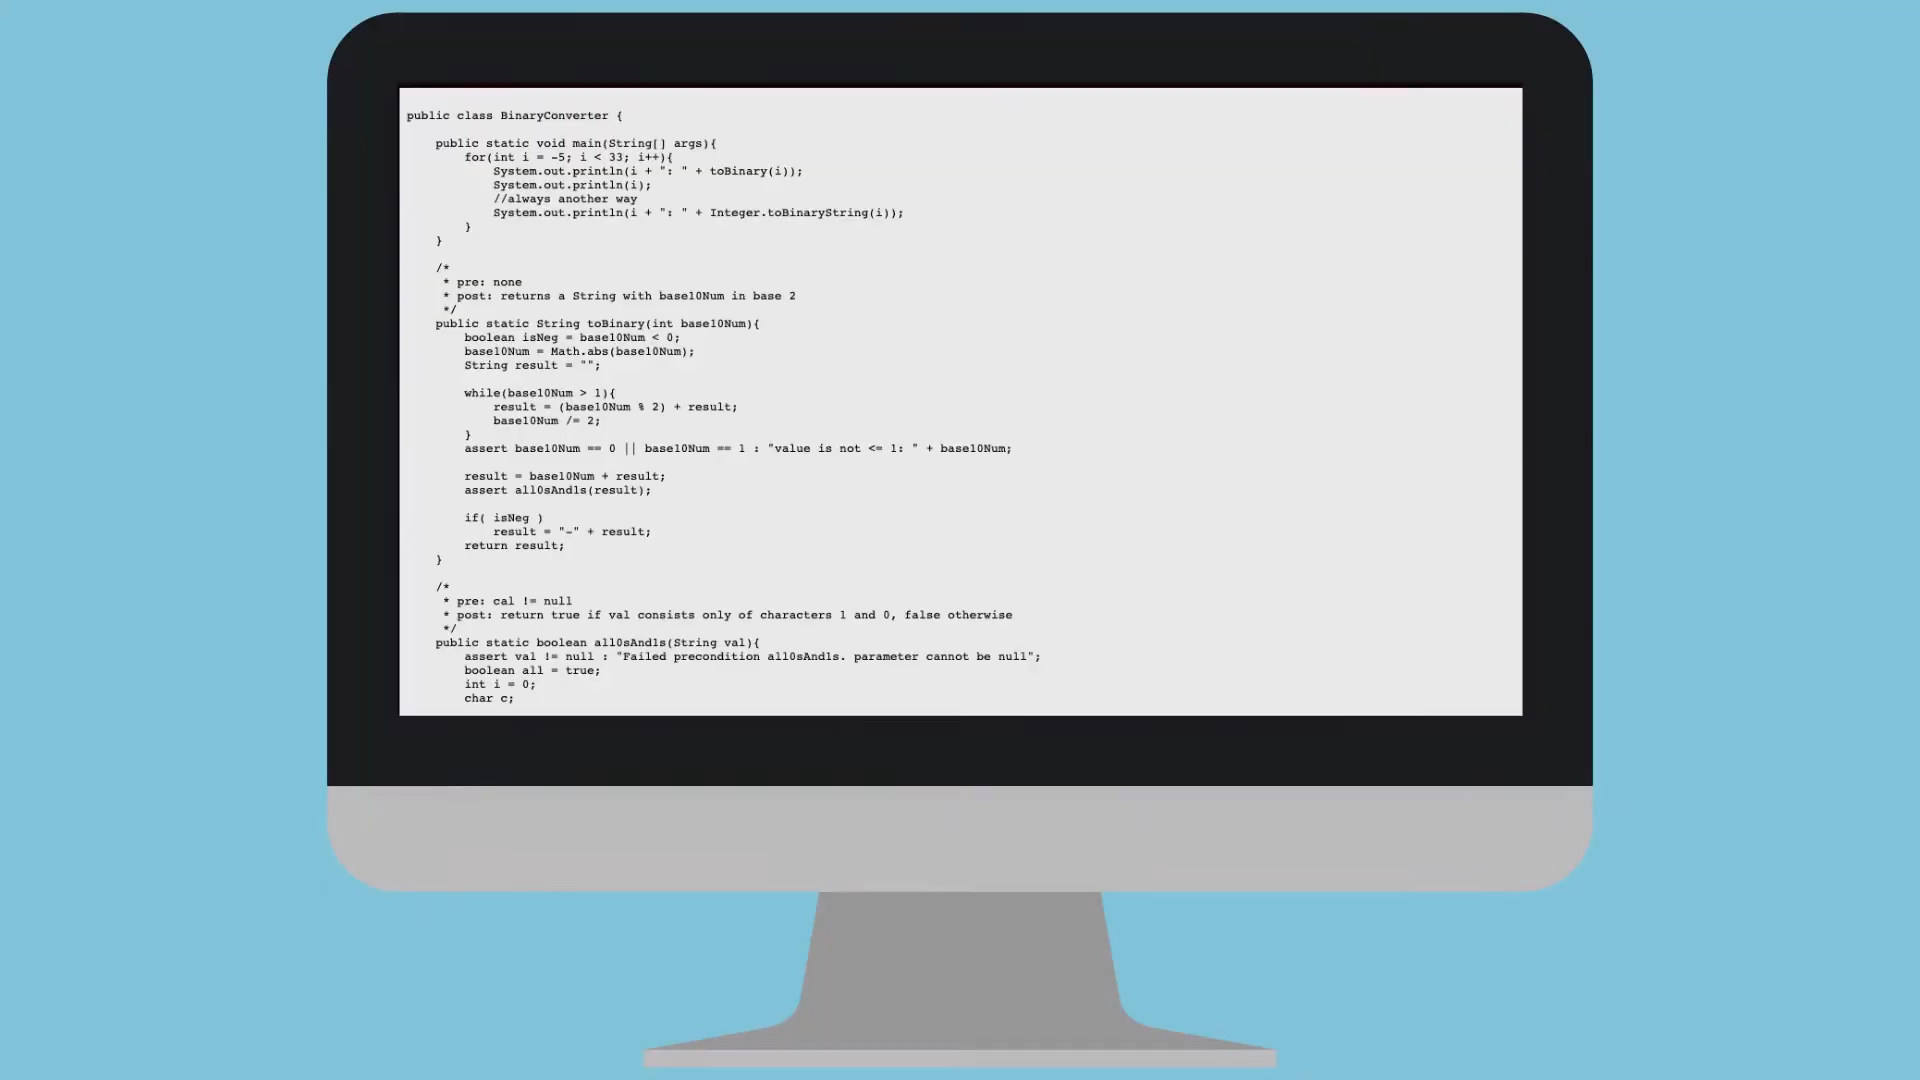 public class BinaryConverter {
public static void main(String[] args){
for(int i = -5; i < 33; i++){
System.out.println(i + ": " + toBinary(i));
System.out.println(i);
//always another way
System.out.println(i + ": " + Integer.toBinaryString(i));
}
}
/*
* pre: none
* post: returns a String with base10Num in base 2
*/
public static String toBinary(int base10Num){
boolean isNeg = base10Num < 0;
base10Num = Math.abs(base10Num);
String result = "";
while(base10Num > 1){
result = (base10Num % 2) + result;
base10Num /= 2;
}
assert base10Num == 0 || base10Num == 1 : "value is not <= 1: " + base10Num;
result = base10Num + result;
assert all0sAnd1s(result);
if( isNeg )
result = "-" + result;
return result;
}
/*
* pre: cal != null
* post: return true if val consists only of characters 1 and 0, false otherwise
*/
public static boolean all0sAnd1s(String val){
assert val != null : "Failed precondition all0sAnd1s. parameter cannot be null";
boolean all = true;
int i = 0;
char c;